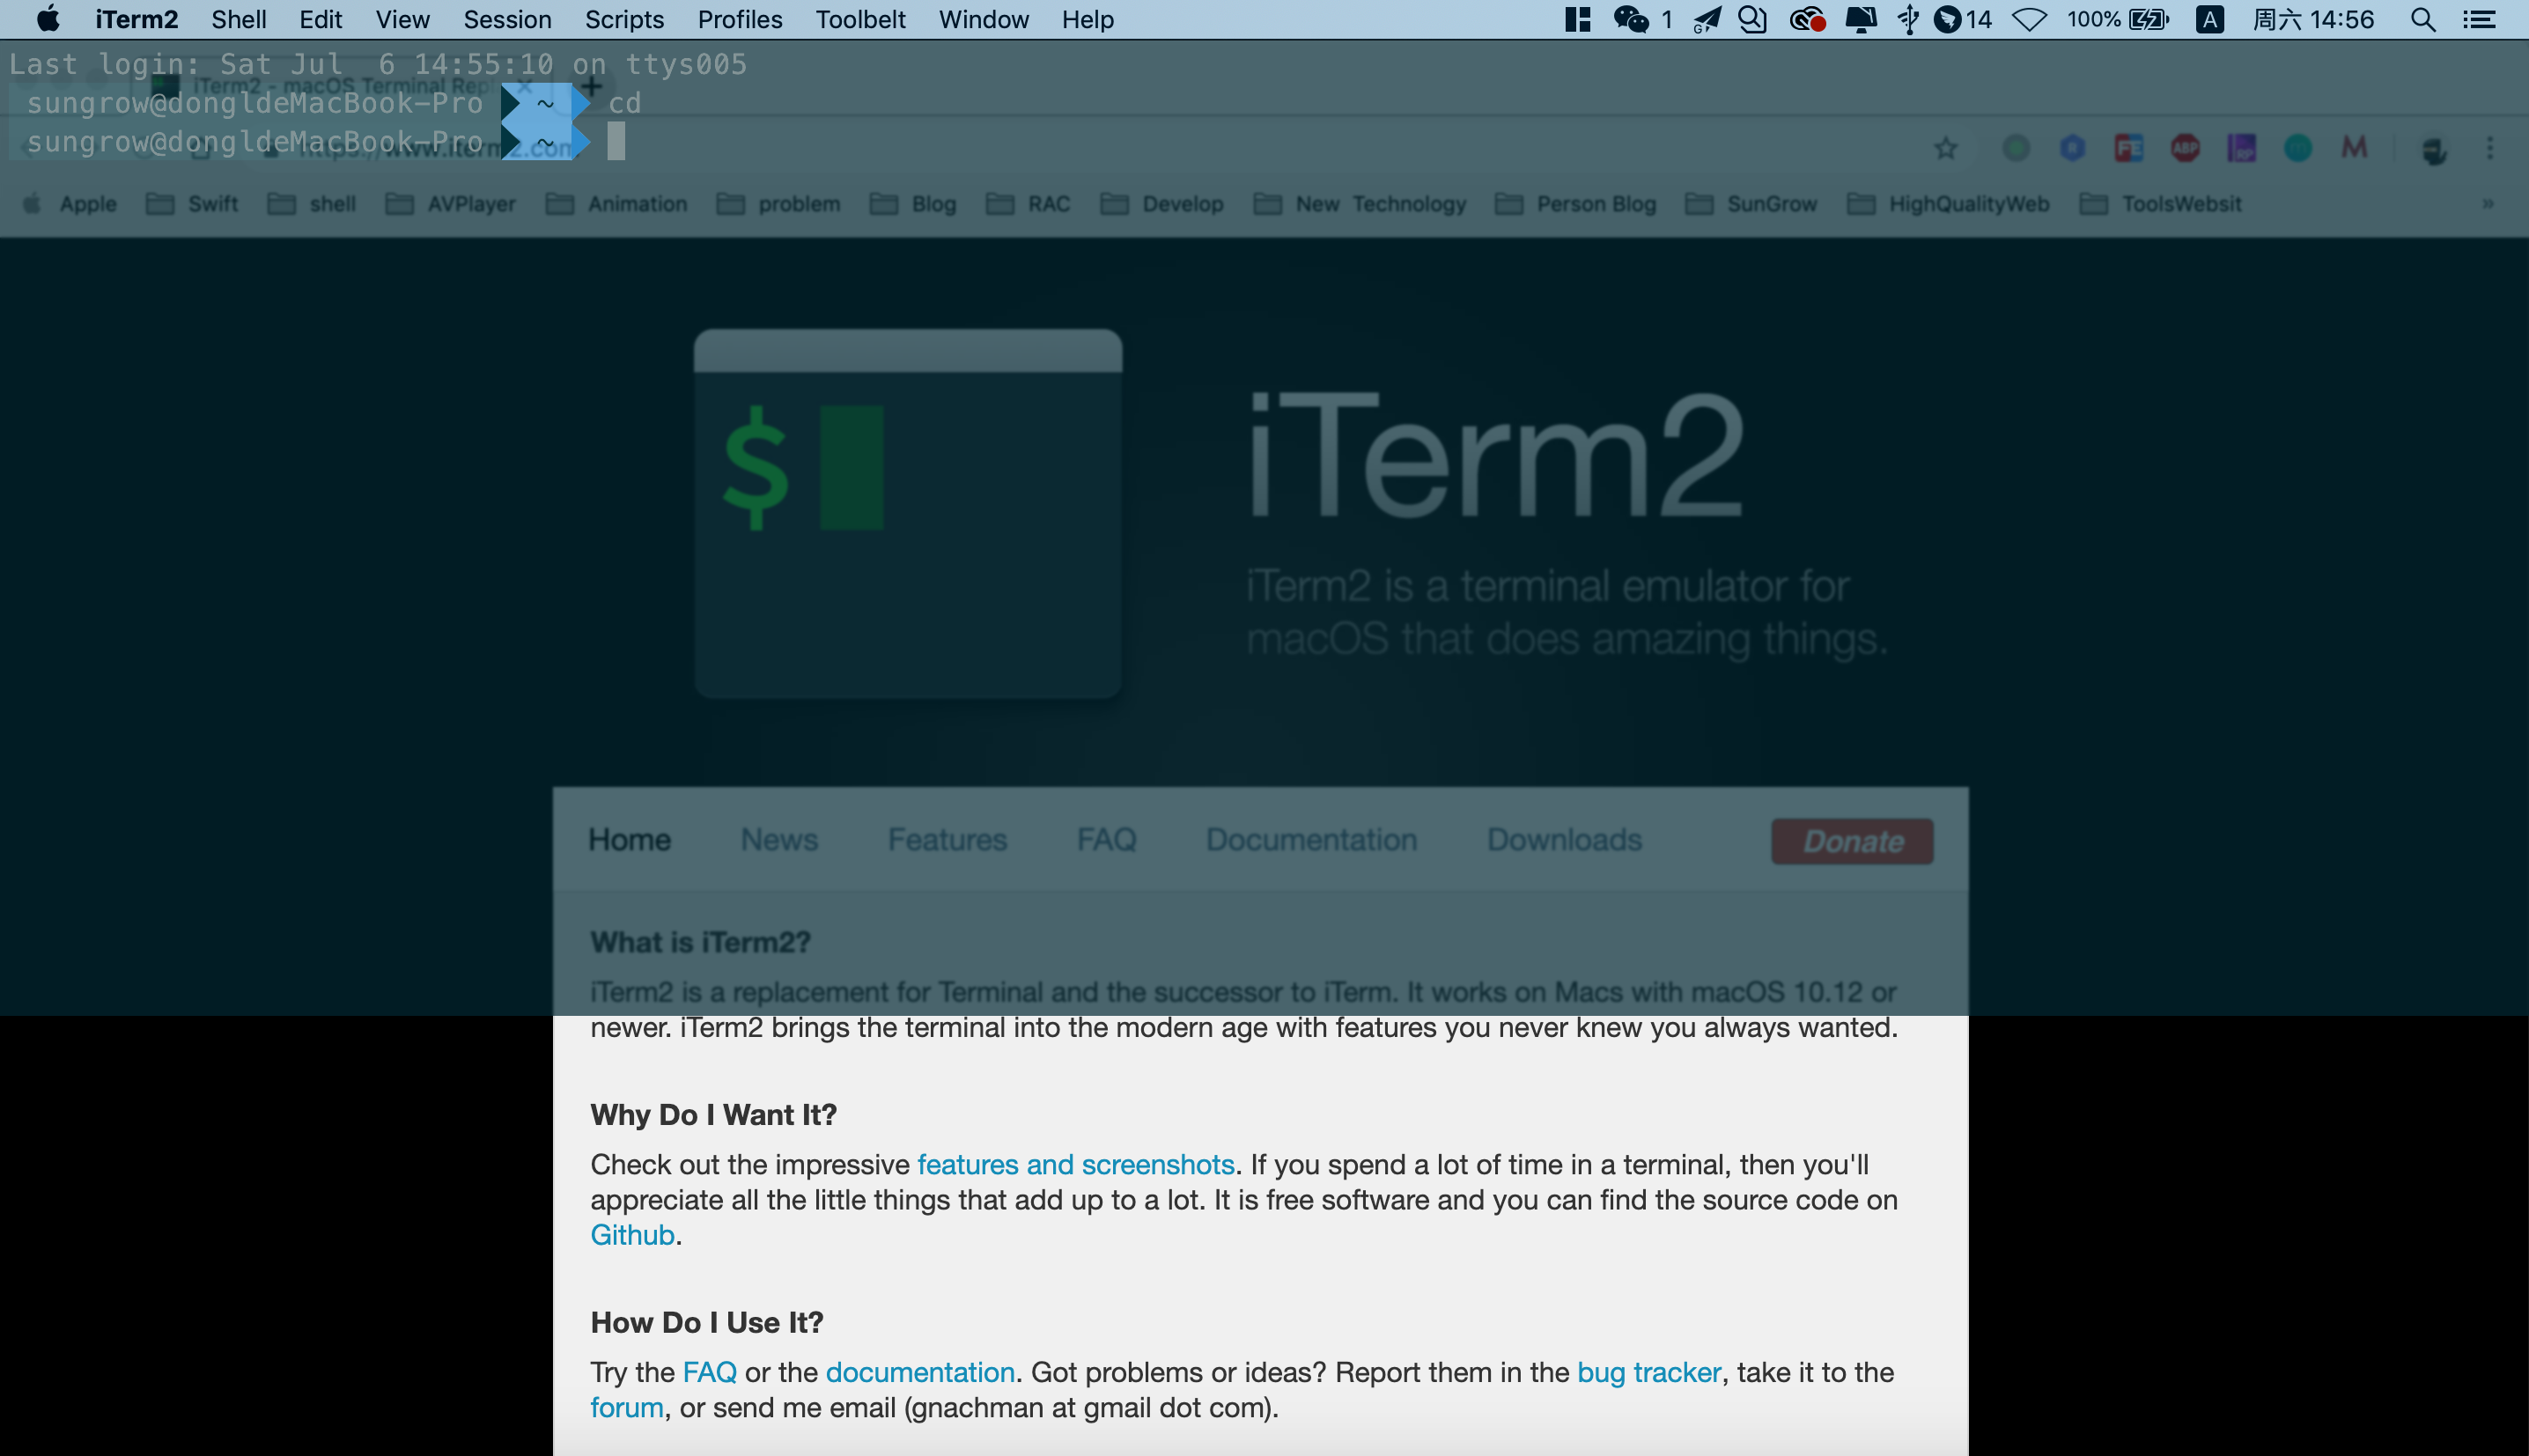 iTerm2 Shell Edit View Session Scripts Profiles Toolbelt Window Help 1 G 14 100% A 周六 14:56
Last login: Sat Jul  6 14:55:10 on ttys005
iTerm2 - macOS Terminal Rep
sungrow@dongldeMacBook-Pro ~ cd
sungrow@dongldeMacBook-Pro ~
https://www.iterm2.com
R FE ABP RP m M
Apple Swift shell AVPlayer Animation problem Blog RAC Develop New Technology Person Blog SunGrow HighQualityWeb ToolsWebsit »
$
iTerm2
iTerm2 is a terminal emulator for
macOS that does amazing things.
Home News Features FAQ Documentation Downloads Donate
What is iTerm2?
iTerm2 is a replacement for Terminal and the successor to iTerm. It works on Macs with macOS 10.12 or
newer. iTerm2 brings the terminal into the modern age with features you never knew you always wanted.
Why Do I Want It?
Check out the impressive features and screenshots. If you spend a lot of time in a terminal, then you'll
appreciate all the little things that add up to a lot. It is free software and you can find the source code on
Github.
How Do I Use It?
Try the FAQ or the documentation. Got problems or ideas? Report them in the bug tracker, take it to the
forum, or send me email (gnachman at gmail dot com).